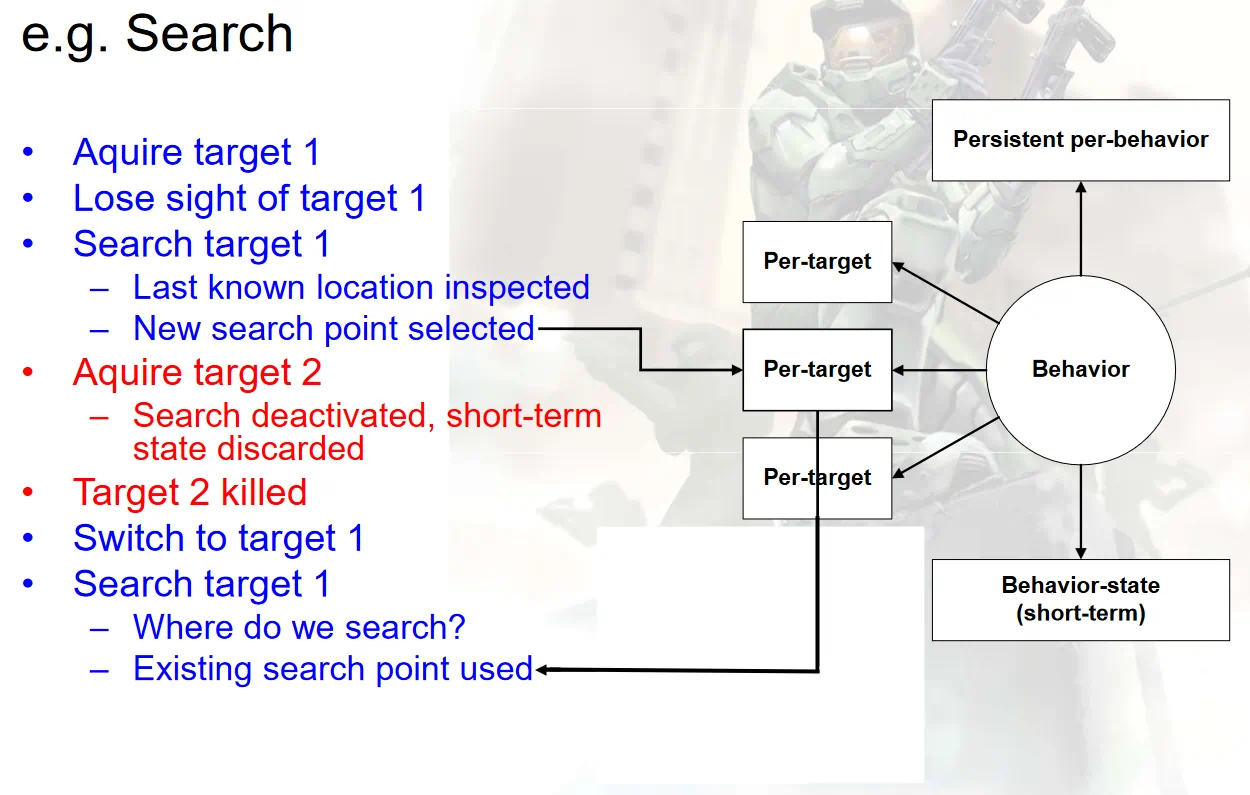 e.g. Search
• Aquire target 1
• Lose sight of target 1
• Search target 1
– Last known location inspected
– New search point selected
• Aquire target 2
– Search deactivated, short-term
state discarded
• Target 2 killed
• Switch to target 1
• Search target 1
– Where do we search?
– Existing search point used
Persistent per-behavior
Per-target
Per-target
Behavior
Per-target
Behavior-state
(short-term)